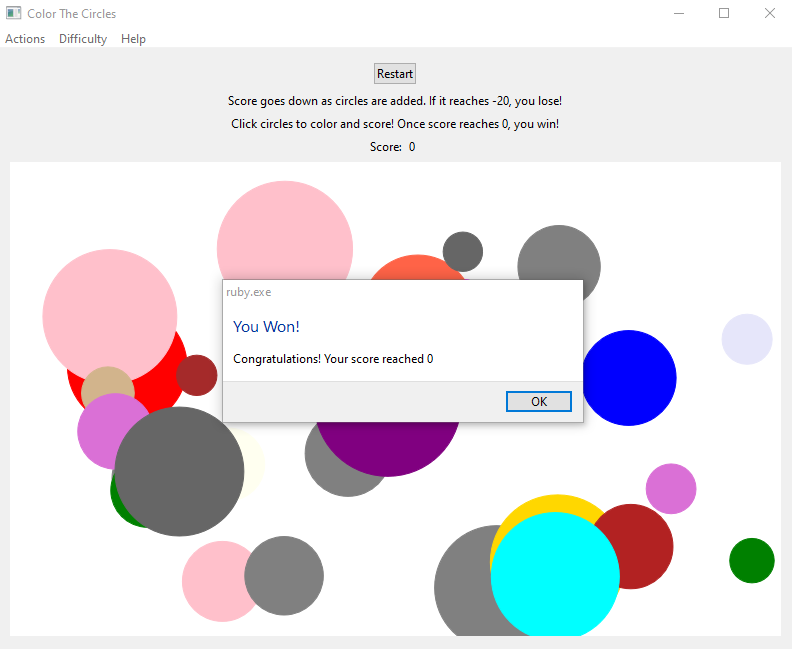 Color The Circles
Actions Difficulty Help
Restart
Score goes down as circles are added. If it reaches -20, you lose!
Click circles to color and score! Once score reaches 0, you win!
Score: 0
ruby.exe
You Won!
Congratulations! Your score reached 0
OK